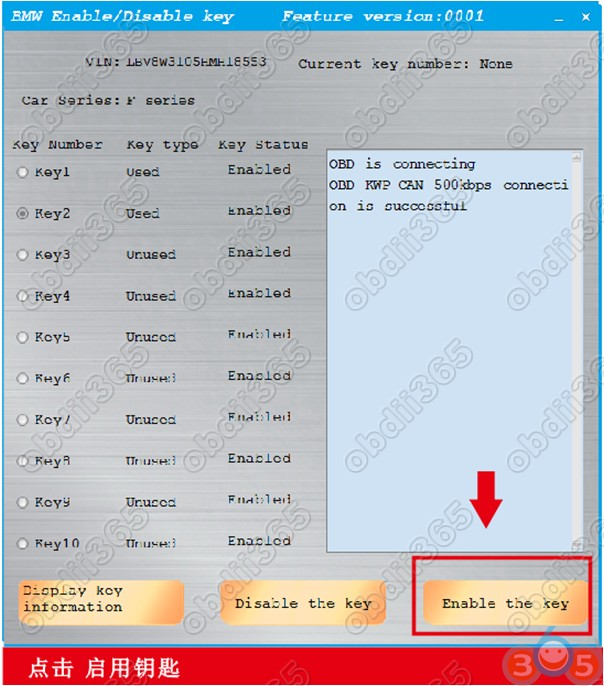 BMW Enable/Disable key Feature version:0001
Current key number: None
Car Series: F series
Key Number Key type Key Status
Key1 Used Enabled
Key2 Used Enabled
Key3 Unused Enabled
Key4 Unused Enabled
Key5 Unused Enabled
Key6 Unused Enabled
Key7 Unused Enabled
Key8 Unused Enabled
Key9 Unused Enabled
Key10 Unused Enabled
OBD is connecting
OBD KWP CAN 500kbps connecti
on is successful
Display key
information
Disable the key
Enable the key
点击 启用钥匙
365
obdii365